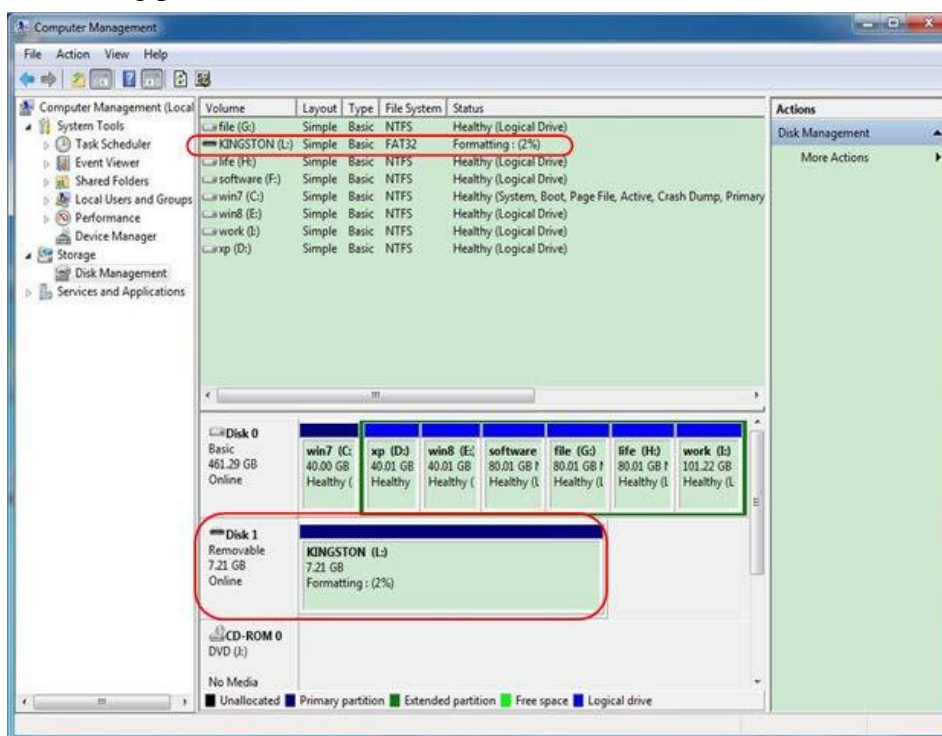 Computer Management
File Action View Help
Computer Management (Local
System Tools
Task Scheduler
Event Viewer
Shared Folders
Local Users and Groups
Performance
Device Manager
Storage
Disk Management
Services and Applications
Volume Layout Type File System Status
file (G:) Simple Basic NTFS Healthy (Logical Drive)
KINGSTON (L:) Simple Basic FAT32 Formatting : (2%)
life (H:) Simple Basic NTFS Healthy (Logical Drive)
software (F:) Simple Basic NTFS Healthy (Logical Drive)
win7 (C:) Simple Basic NTFS Healthy (System, Boot, Page File, Active, Crash Dump, Primary
win8 (E:) Simple Basic NTFS Healthy (Logical Drive)
work (I:) Simple Basic NTFS Healthy (Logical Drive)
xp (D:) Simple Basic NTFS Healthy (Logical Drive)
Actions
Disk Management
More Actions
Disk 0
Basic
461.29 GB
Online
win7 (C:
40.00 GB
Healthy (
xp (D:)
40.01 GB
Healthy
win8 (E:
40.01 GB
Healthy (
software
80.01 GB N
Healthy (L
file (G:)
80.01 GB N
Healthy (L
life (H:)
80.01 GB N
Healthy (L
work (I:)
101.22 GB
Healthy (L
Disk 1
Removable
7.21 GB
Online
KINGSTON (L:)
7.21 GB
Formatting : (2%)
CD-ROM 0
DVD (J:)
No Media
Unallocated Primary partition Extended partition Free space Logical drive